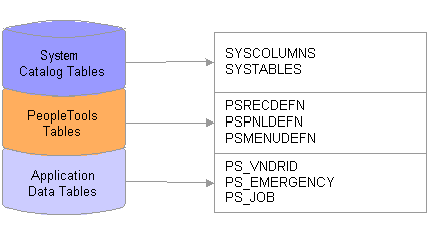 System
Catalog Tables
SYSCOLUMNS
SYSTABLES
PeopleTools
Tables
PSRECDEFN
PSPNLDEFN
PSMENUDEFN
Application
Data Tables
PS_VNDRID
PS_EMERGENCY
PS_JOB